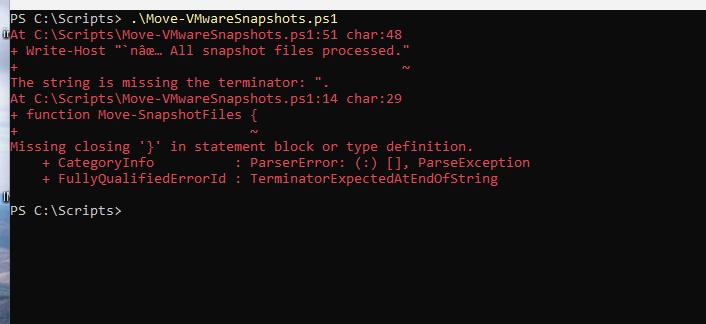 PS C:\Scripts> .\Move-VMwareSnapshots.ps1
At C:\Scripts\Move-VMwareSnapshots.ps1:51 char:48
+ Write-Host "`nâœ… All snapshot files processed."
+ ~
The string is missing the terminator: ".
At C:\Scripts\Move-VMwareSnapshots.ps1:14 char:29
+ function Move-SnapshotFiles {
+ ~
Missing closing '}' in statement block or type definition.
+ CategoryInfo : ParserError: (:) [], ParseException
+ FullyQualifiedErrorId : TerminatorExpectedAtEndOfString
PS C:\Scripts>